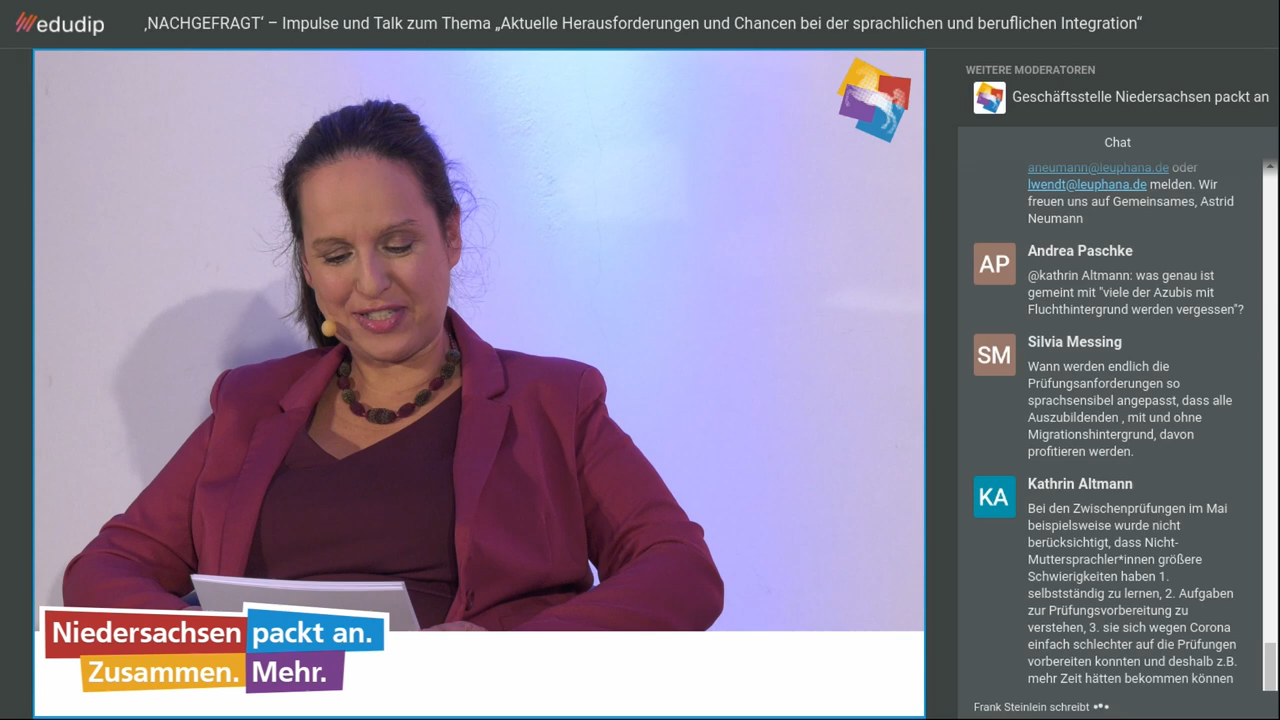 edudip
‚NACHGEFRAGT‘ – Impulse und Talk zum Thema „Aktuelle Herausforderungen und Chancen bei der sprachlichen und beruflichen Integration“
Niedersachsen packt an.
Zusammen. Mehr.
WEITERE MODERATOREN
Geschäftsstelle Niedersachsen packt an
Chat
aneumann@leuphana.de oder
lwendt@leuphana.de melden. Wir
freuen uns auf Gemeinsames, Astrid
Neumann
AP
Andrea Paschke
@kathrin Altmann: was genau ist
gemeint mit "viele der Azubis mit
Fluchthintergrund werden vergessen"?
SM
Silvia Messing
Wann werden endlich die
Prüfungsanforderungen so
sprachsensibel angepasst, dass alle
Auszubildenden , mit und ohne
Migrationshintergrund, davon
profitieren werden.
KA
Kathrin Altmann
Bei den Zwischenprüfungen im Mai
beispielsweise wurde nicht
berücksichtigt, dass Nicht-
Muttersprachler*innen größere
Schwierigkeiten haben 1.
selbstständig zu lernen, 2. Aufgaben
zur Prüfungsvorbereitung zu
verstehen, 3. sie sich wegen Corona
einfach schlechter auf die Prüfungen
vorbereiten konnten und deshalb z.B.
mehr Zeit hätten bekommen können
Frank Steinlein schreibt